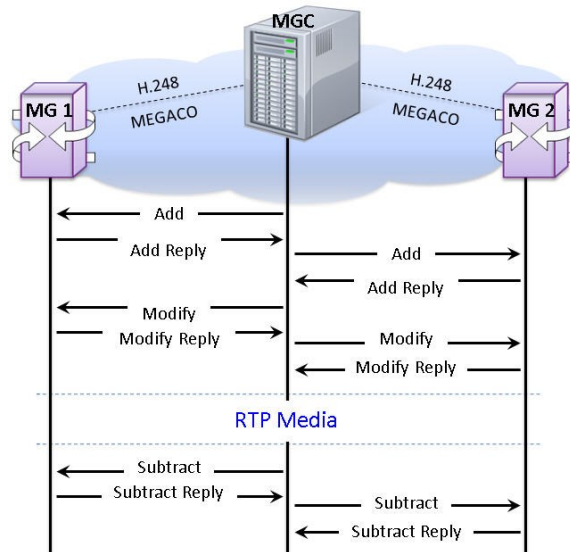 MGC
H.248
H.248
MG 1
MEGACO
MEGACO
MG 2
Add
Add Reply
Add
Add Reply
Modify
Modify Reply
Modify
Modify Reply
RTP Media
Subtract
Subtract Reply
Subtract
Subtract Reply